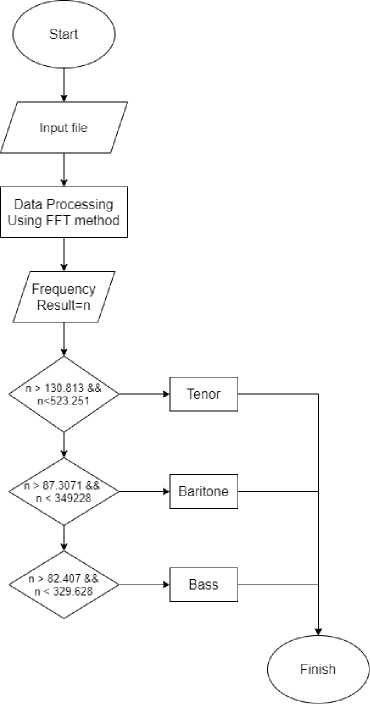 Start
Input file
Data Processing
Using FFT method
Frequency
Result=n
n > 130.813 &&
n<523.251
Tenor
n > 87.3071 &&
n < 349228
Baritone
n > 82.407 &&
n < 329.628
Bass
Finish